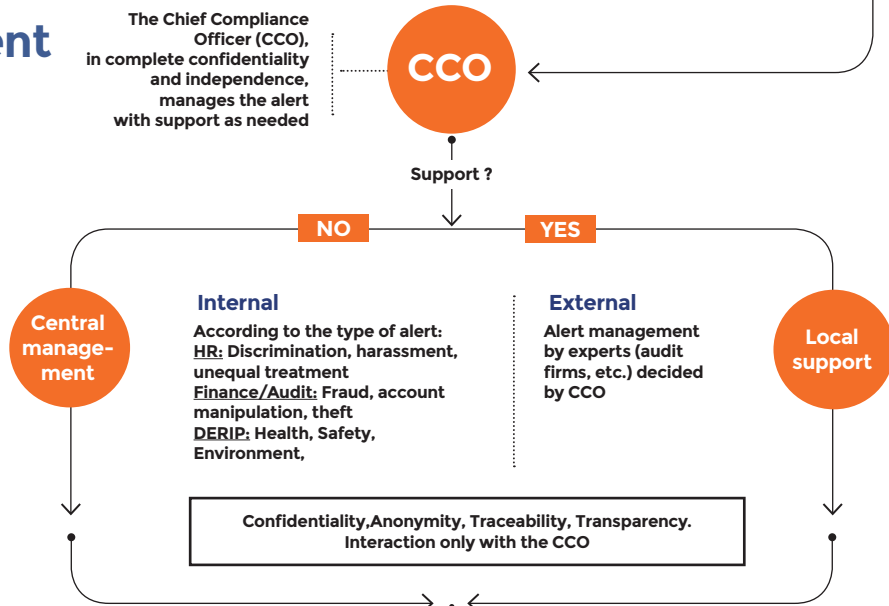 ent
The Chief Compliance
Officer (CCO),
in complete confidentiality
and independence,
manages the alert
with support as needed
CCO
Support ?
NO
YES
Central
manage-
ment
Internal
According to the type of alert:
HR: Discrimination, harassment,
unequal treatment
Finance/Audit: Fraud, account
manipulation, theft
DERIP: Health, Safety,
Environment,
External
Alert management
by experts (audit
firms, etc.) decided
by CCO
Local
support
Confidentiality,Anonymity, Traceability, Transparency.
Interaction only with the CCO